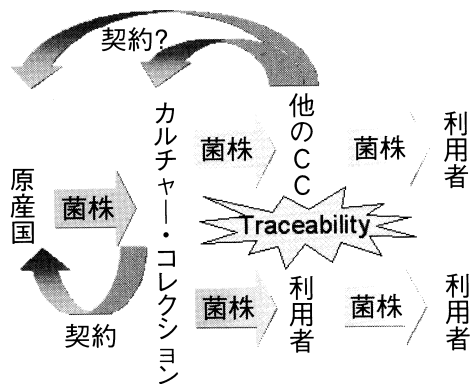 契約?
原産国
菌株
契約
カルチャー・コレクション
菌株
他のCC
菌株
利用者
Traceability
菌株
利用者
菌株
利用者